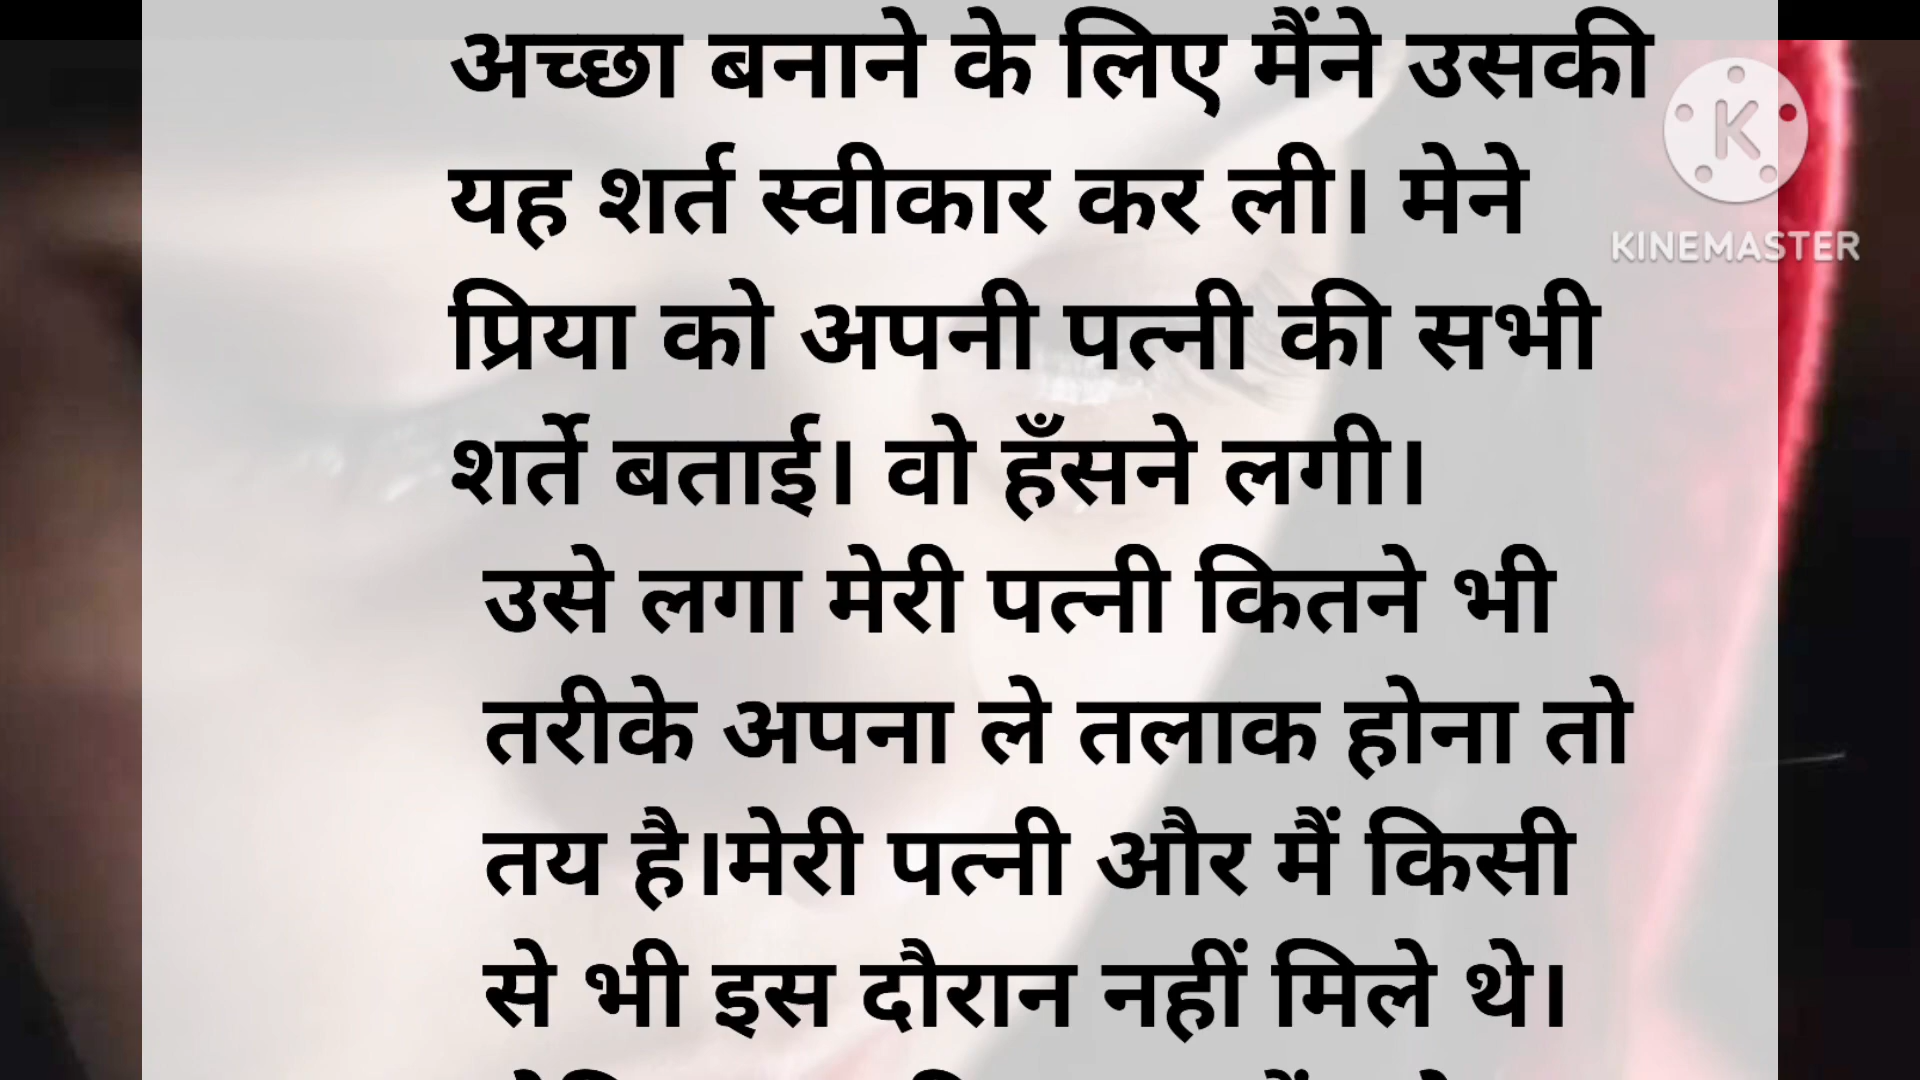 अच्छा बनाने के लिए मैंने उसकी
यह शर्त स्वीकार कर ली। मेने
प्रिया को अपनी पत्नी की सभी
शर्ते बताई। वो हँसने लगी।
उसे लगा मेरी पत्नी कितने भी
तरीके अपना ले तलाक होना तो
तय है।मेरी पत्नी और मैं किसी
से भी इस दौरान नहीं मिले थे।
K
KINEMASTER